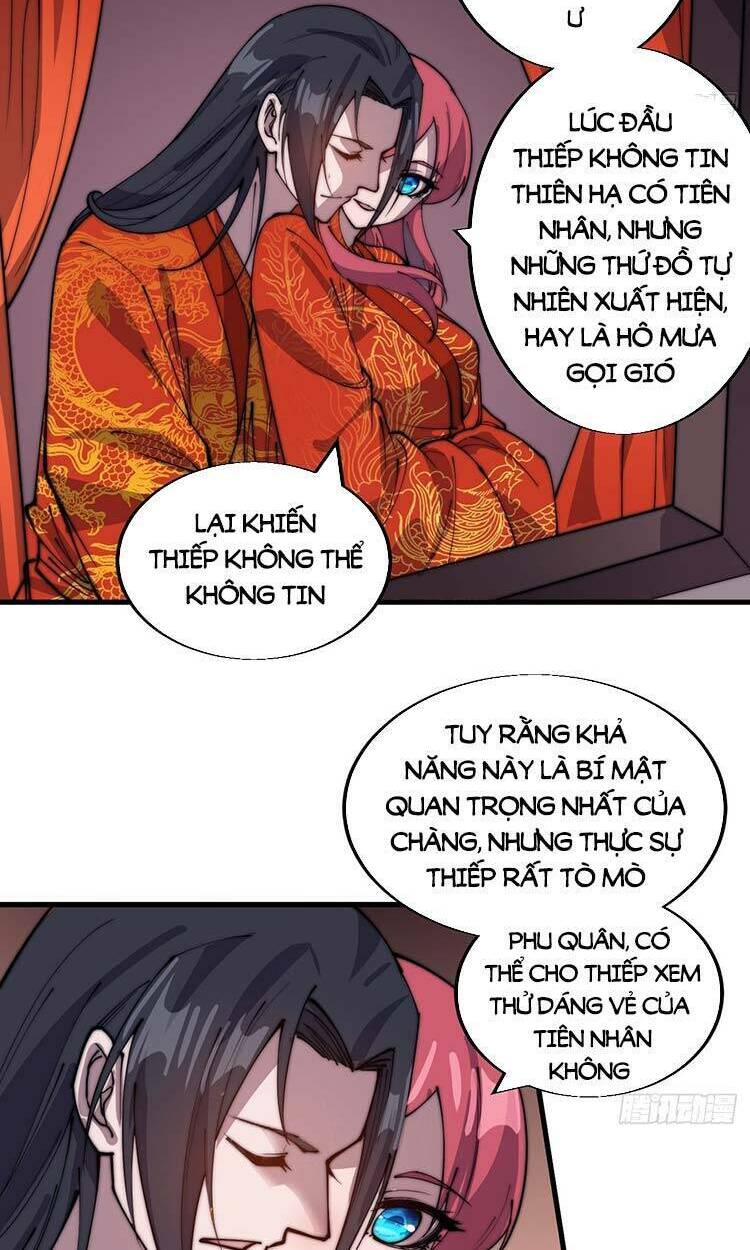 Ư
LÚC ĐẦU
THIẾP KHÔNG TIN
THIÊN HẠ CÓ TIÊN
NHÂN, NHƯNG
NHỮNG THỨ ĐỒ TỰ
NHIÊN XUẤT HIỆN,
HAY LÀ HÔ MƯA
GỌI GIÓ
LẠI KHIẾN
THIẾP KHÔNG THỂ
KHÔNG TIN
TUY RẰNG KHẢ
NĂNG NÀY LÀ BÍ MẬT
QUAN TRỌNG NHẤT CỦA
CHÀNG, NHƯNG THỰC SỰ
THIẾP RẤT TÒ MÒ
PHU QUÂN, CÓ
THỂ CHO THIẾP XEM
THỬ DÁNG VẺ CỦA
TIÊN NHÂN
KHÔNG
腾讯动漫